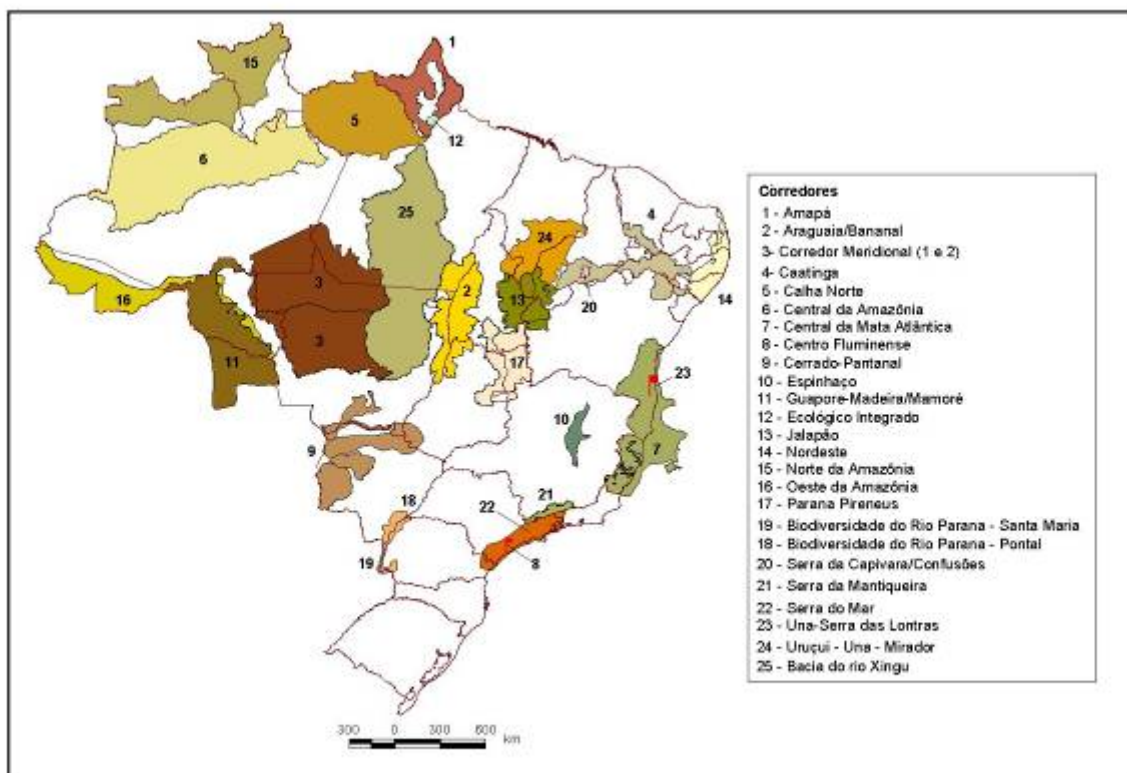 1
15
5
12
6
25
4
24
2
13
20
14
3
16
3
11
17
23
10
7
9
18
22
21
19
8
300 0 300 600
km
Corredores
1 - Amapá
2 - Araguaia/Bananal
3- Corredor Meridional (1 e 2)
4- Caatinga
5 - Calha Norte
6 - Central da Amazônia
7 - Central da Mata Atlântica
8 - Centro Fluminense
9 - Cerrado-Pantanal
10 - Espinhaço
11 - Guapore-Madeira/Mamoré
12 - Ecológico Integrado
13 - Jalapão
14 - Nordeste
15 - Norte da Amazônia
16 - Oeste da Amazônia
17 - Parana Pireneus
19 - Biodiversidade do Rio Parana - Santa Maria
18 - Biodiversidade do Rio Parana - Pontal
20 - Serra da Capivara/Confusões
21 - Serra da Mantiqueira
22 - Serra do Mar
23 - Una-Serra das Lontras
24 - Uruçui - Una - Mirador
25 - Bacia do rio Xingu